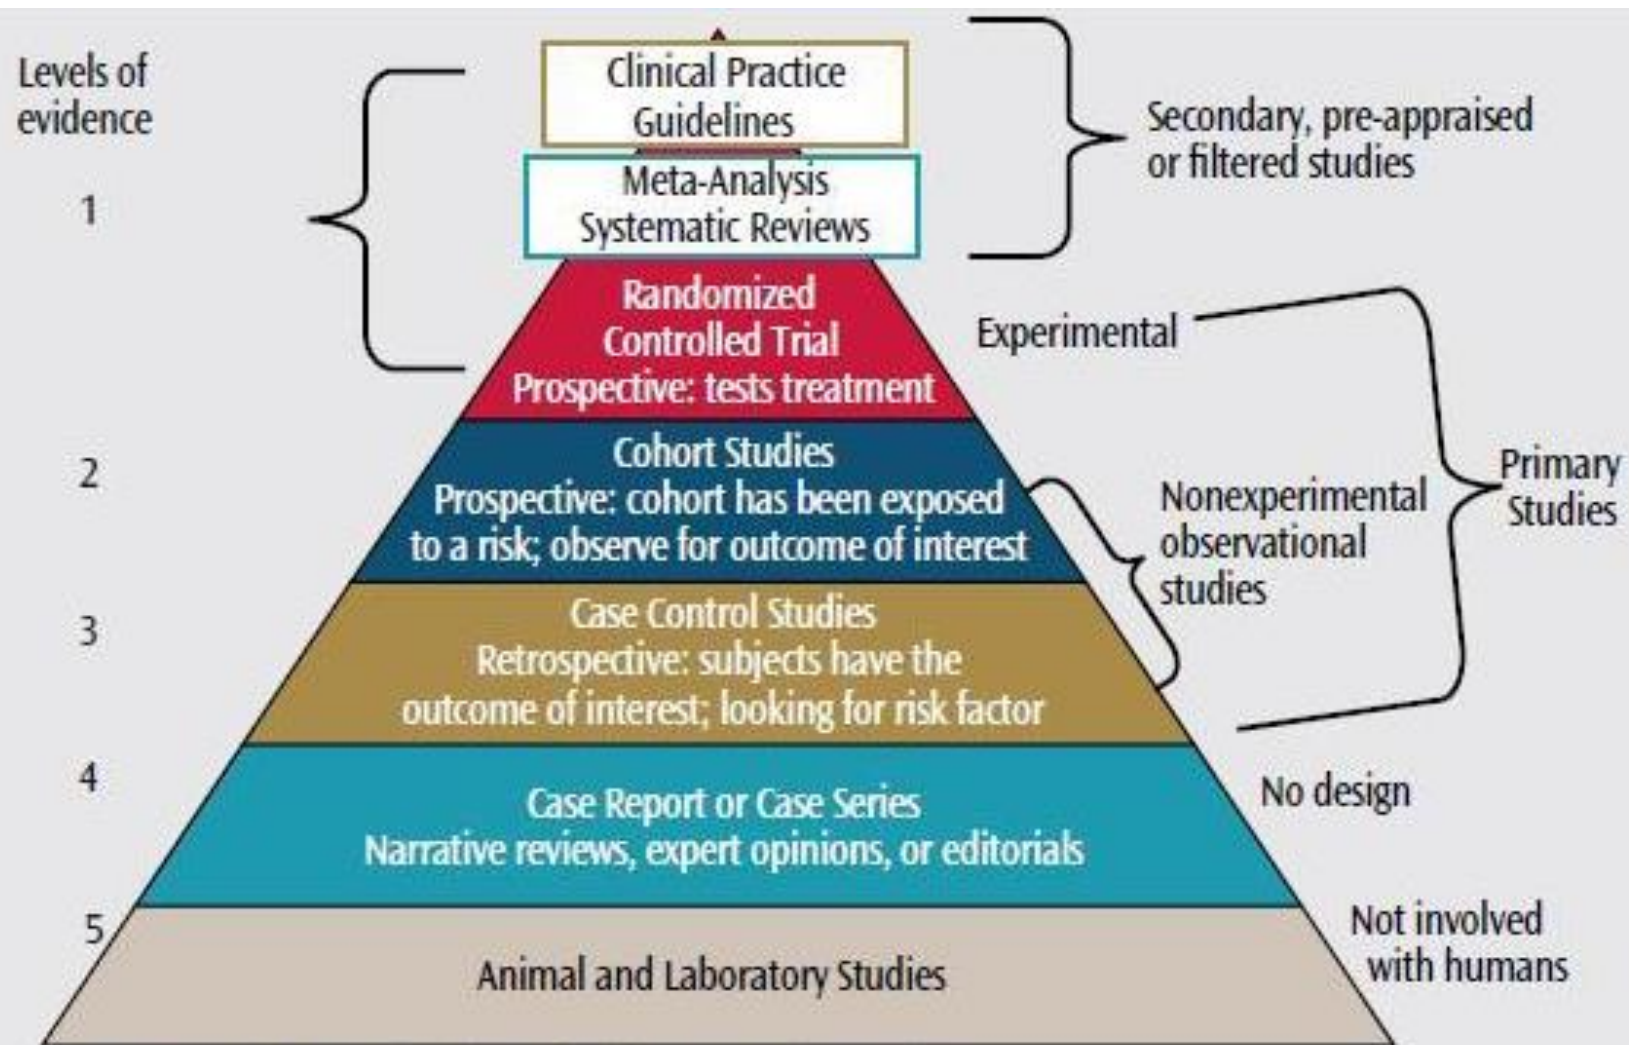 Levels of
evidence
1
2
3
4
5
Clinical Practice
Guidelines
Meta-Analysis
Systematic Reviews
Randomized
Controlled Trial
Prospective: tests treatment
Cohort Studies
Prospective: cohort has been exposed
to a risk; observe for outcome of interest
Case Control Studies
Retrospective: subjects have the
outcome of interest; looking for risk factor
Case Report or Case Series
Narrative reviews, expert opinions, or editorials
Animal and Laboratory Studies
Secondary, pre-appraised
or filtered studies
Experimental
Nonexperimental
observational
studies
Primary
Studies
No design
Not involved
with humans